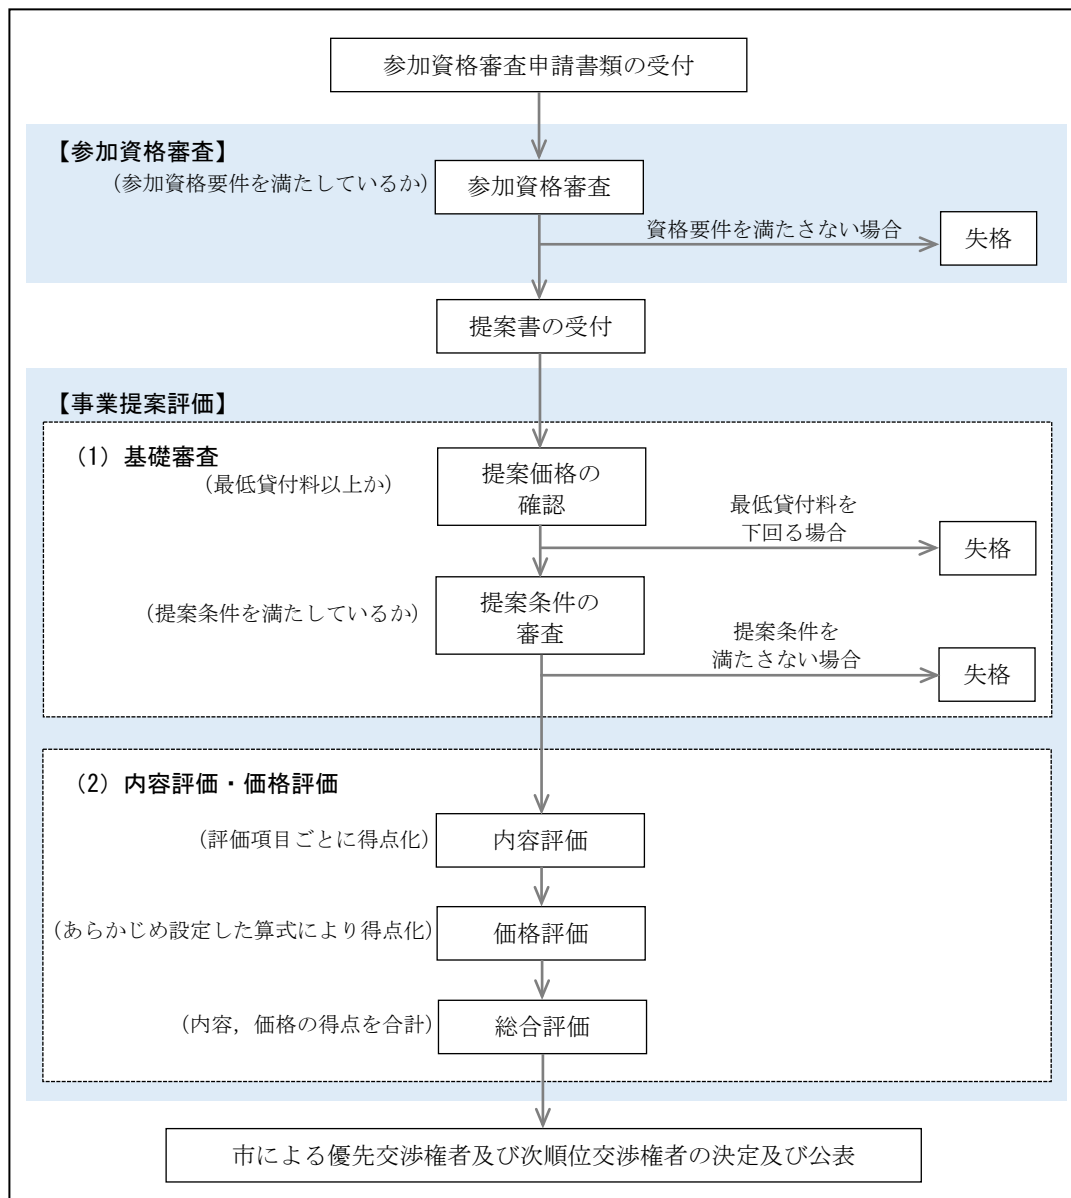 参加資格審査申請書類の受付
【参加資格審査】
（参加資格要件を満たしているか）
参加資格審査
資格要件を満たさない場合
失格
提案書の受付
【事業提案評価】
（1）基礎審査
（最低貸付料以上か）
提案価格の
確認
最低貸付料を
下回る場合
失格
（提案条件を満たしているか）
提案条件の
審査
提案条件を
満たさない場合
失格
（2）内容評価・価格評価
（評価項目ごとに得点化）
内容評価
（あらかじめ設定した算式により得点化）
価格評価
（内容，価格の得点を合計）
総合評価
市による優先交渉権者及び次順位交渉権者の決定及び公表